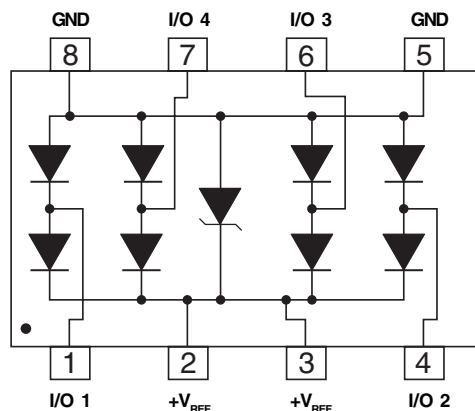 GND I/O 4 I/O 3 GND
8 7 6 5
1 2 3 4
I/O 1 +VREF +VREF I/O 2